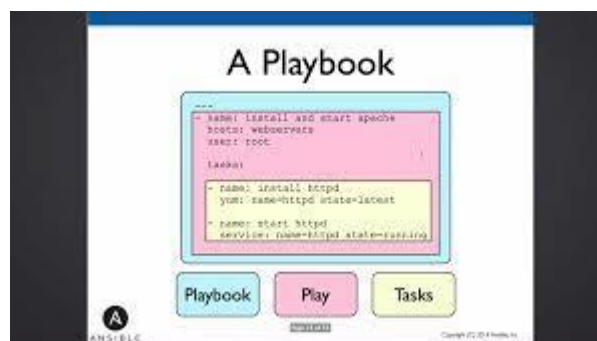 A Playbook
---
- name: install and start apache
hosts: webservers
user: root
tasks:
- name: install httpd
yum: name=httpd state=latest
- name: start httpd
service: name=httpd state=running
Playbook
Play
Tasks
A
ANSIBLE